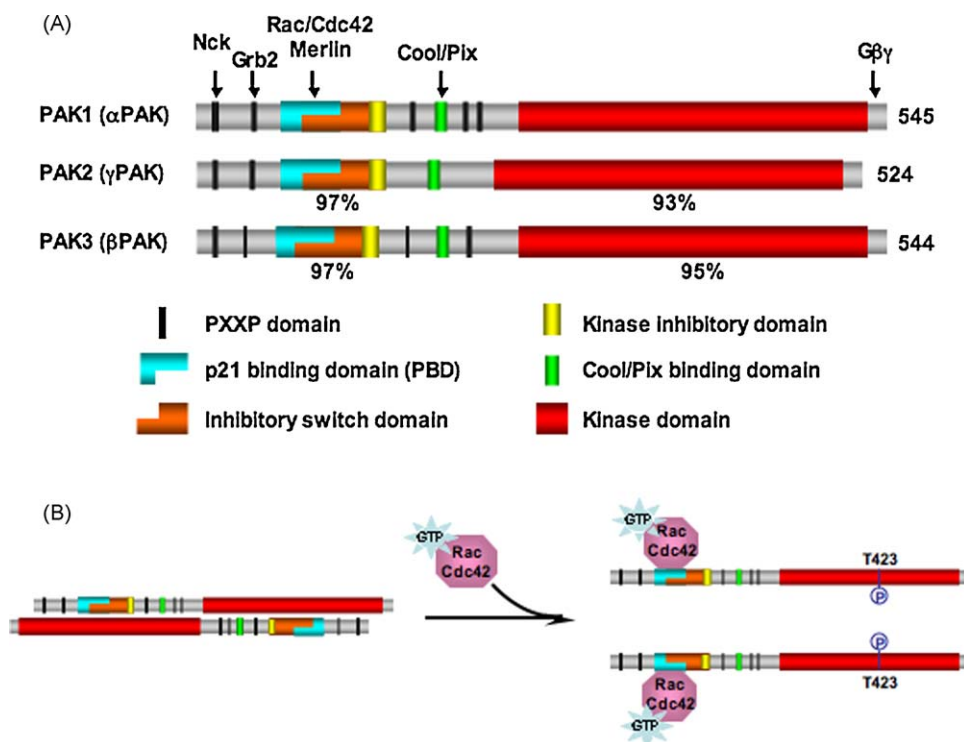 (A)
Nck
Grb2
Rac/Cdc42
Merlin
Cool/Pix
Gβγ
PAK1 (αPAK)
545
PAK2 (γPAK)
524
97%
93%
PAK3 (βPAK)
544
97%
95%
PXXP domain
Kinase inhibitory domain
p21 binding domain (PBD)
Cool/Pix binding domain
Inhibitory switch domain
Kinase domain
(B)
GTP
Rac
Cdc42
GTP
Rac
Cdc42
T423
P
P
T423
Rac
Cdc42
GTP